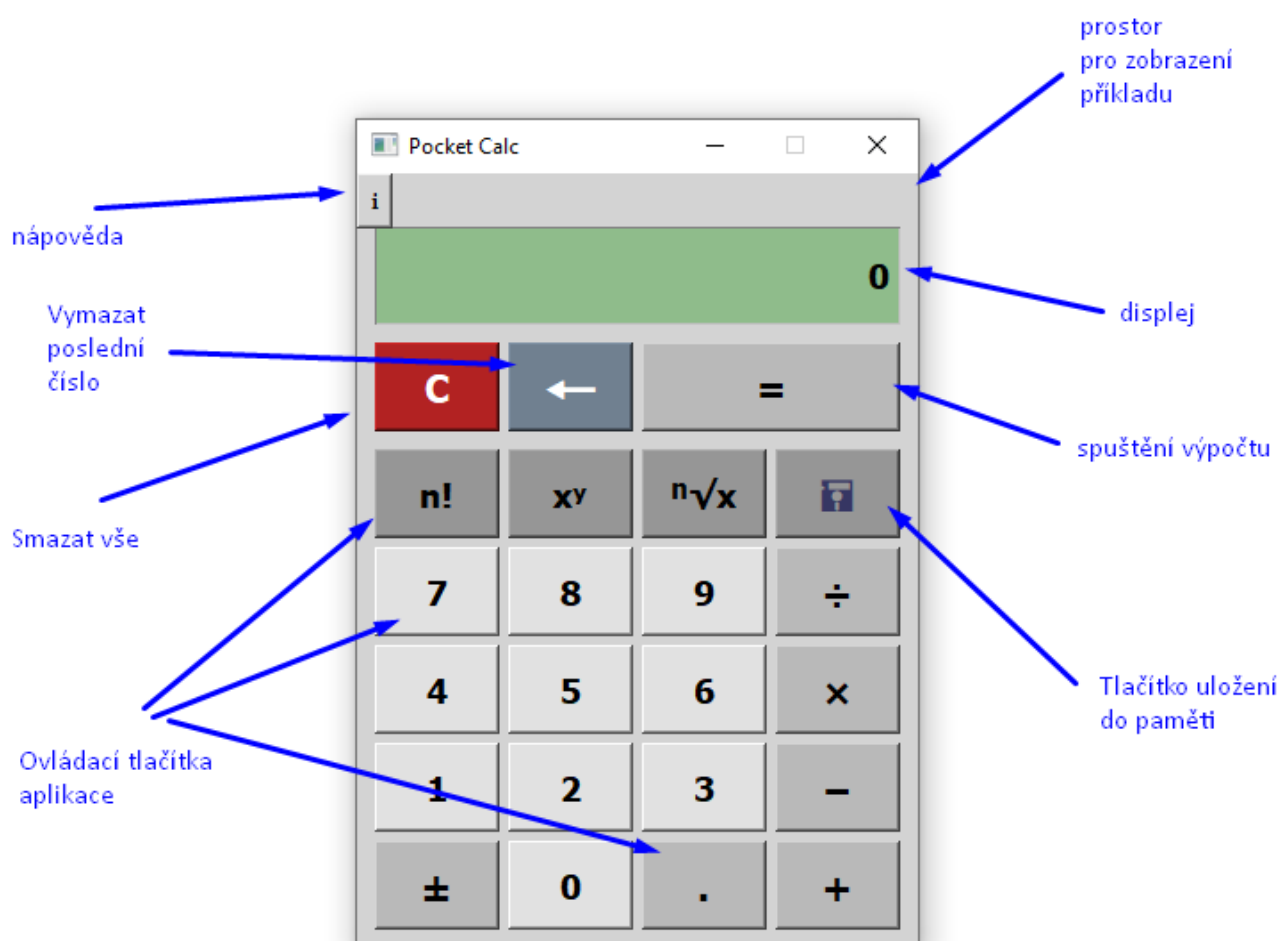 prostor
pro zobrazení
příkladu
Pocket Calc
i
nápověda
0
displej
Vymazat
poslední
číslo
C ← =
spuštění výpočtu
Smazat vše
n! xʸ ⁿ√x
7 8 9 ÷
4 5 6 ×
Tlačítko uložení
do paměti
Ovládací tlačítka
aplikace
1 2 3 −
± 0 . +